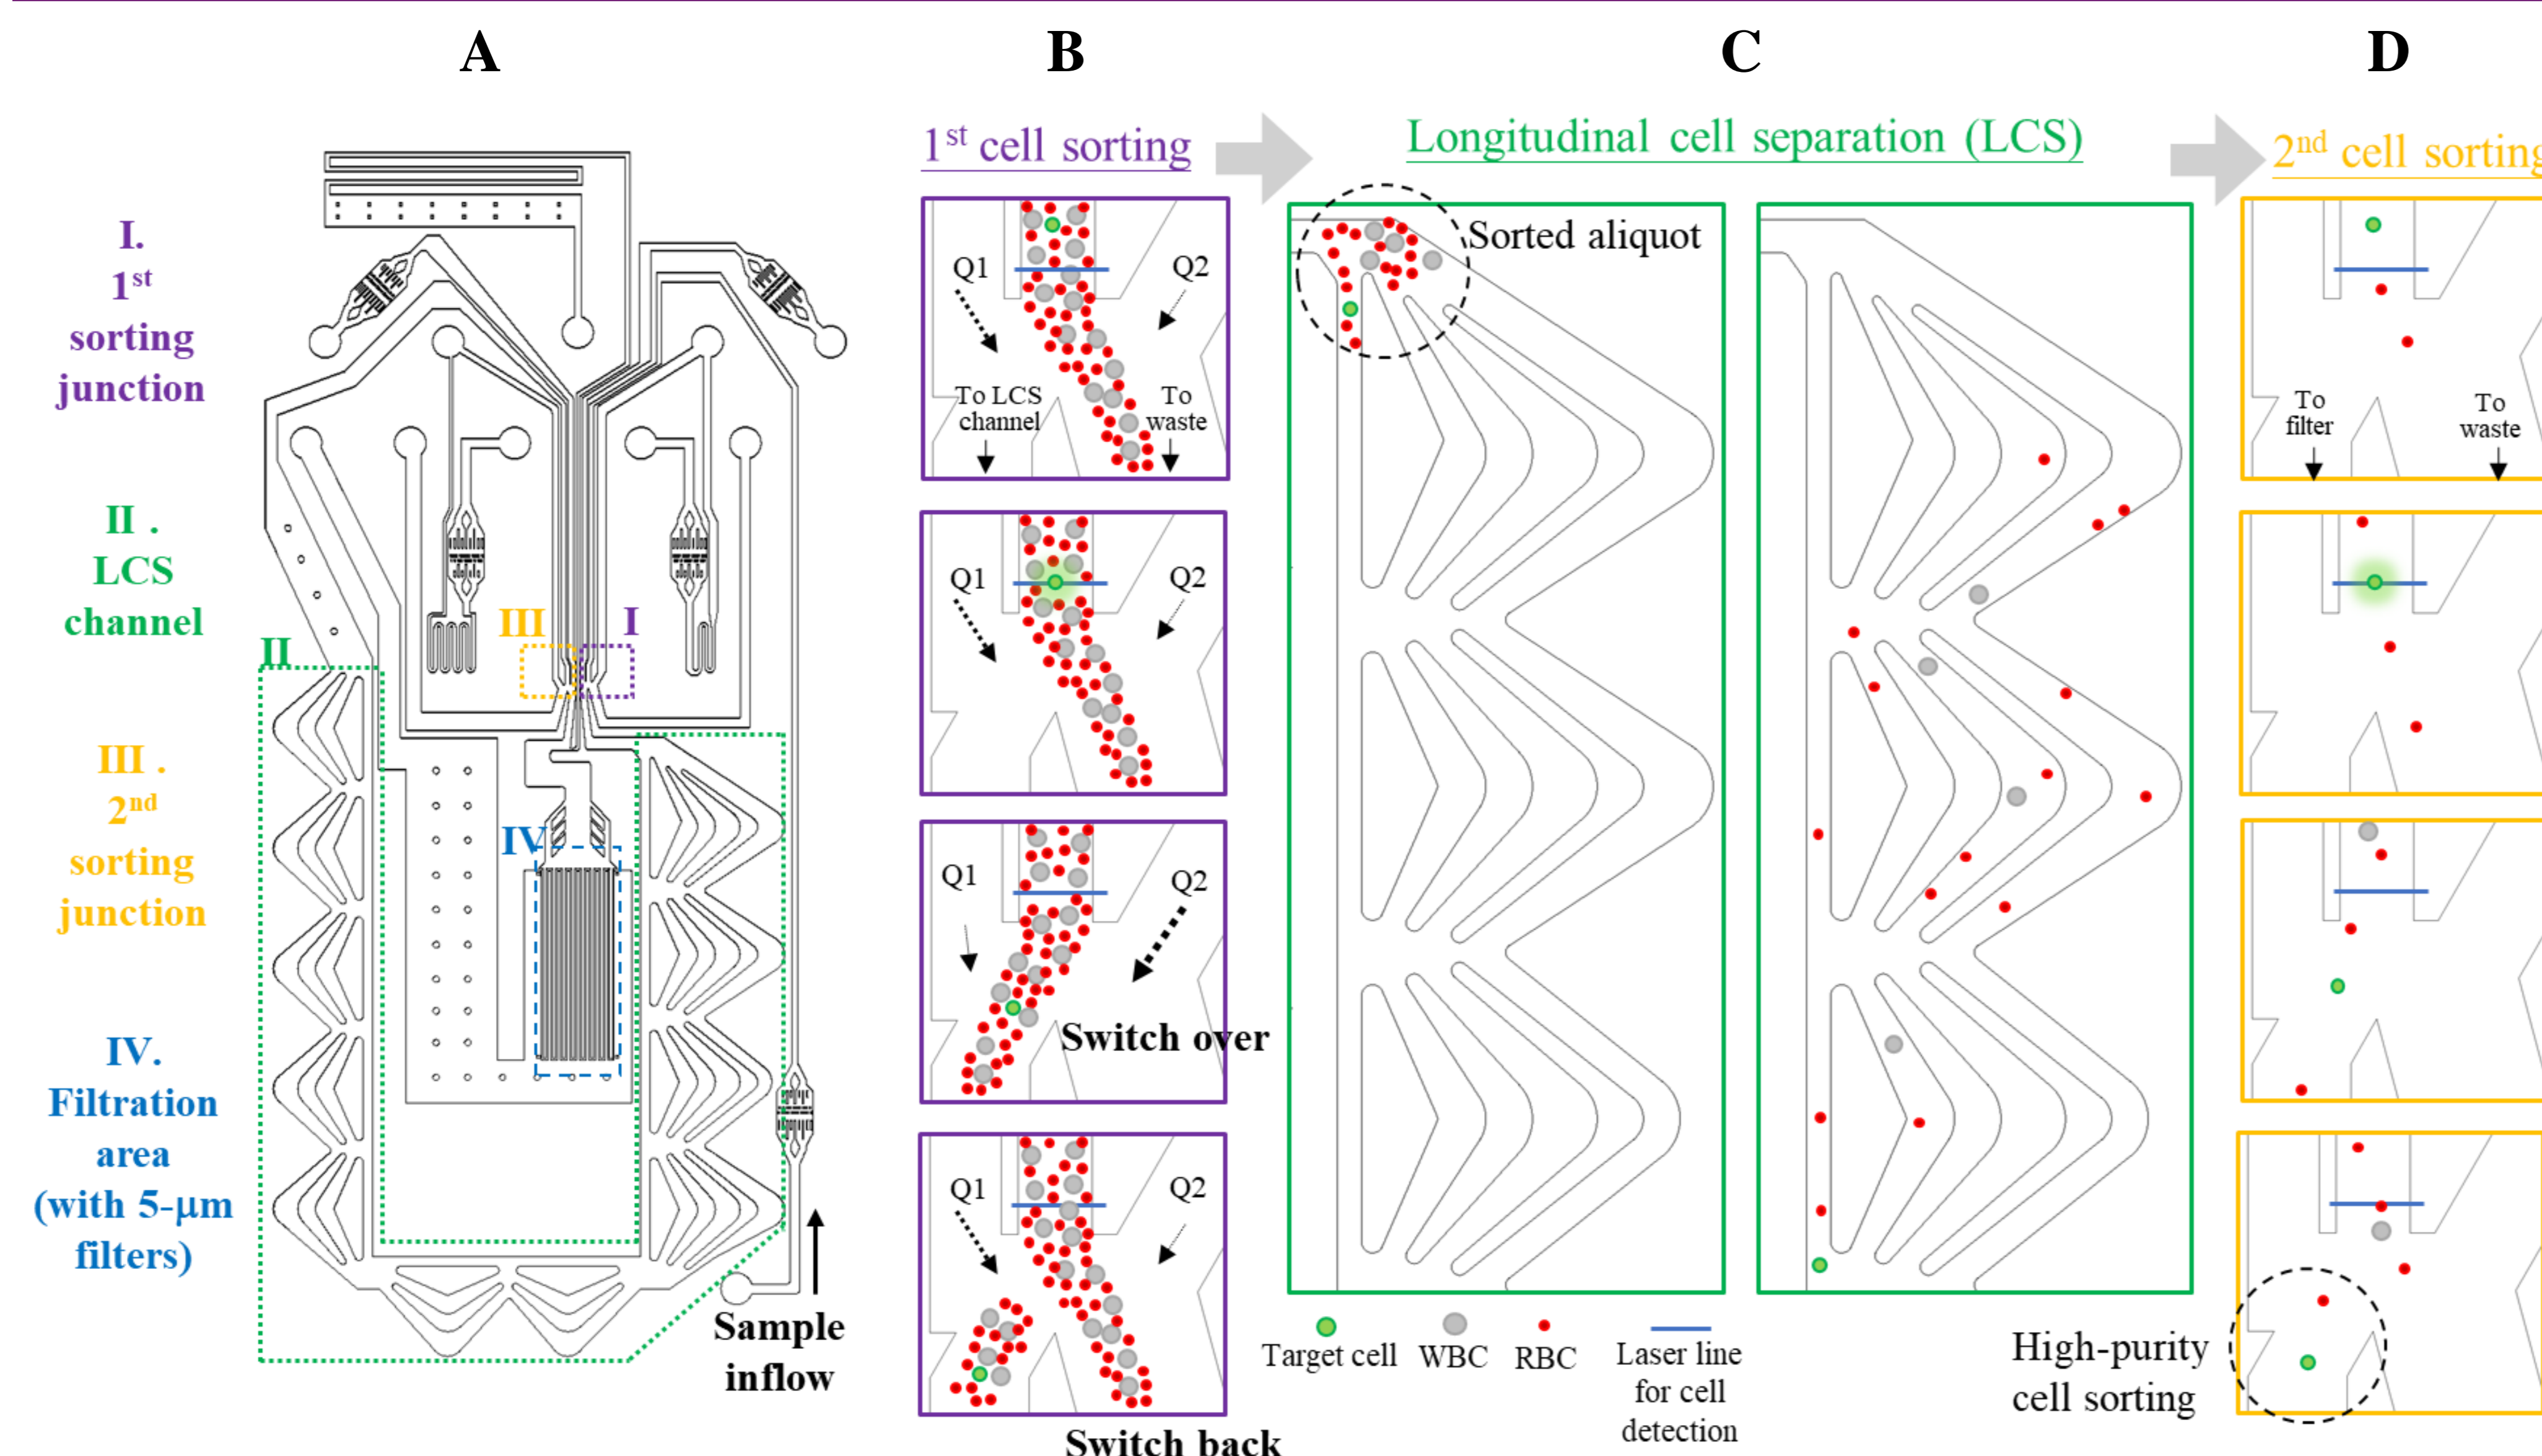 A
B
C
D
I.
1st
sorting
junction
II .
LCS
channel
III .
2nd
sorting
junction
IV.
Filtration
area
(with 5-μm
filters)
III
I
II
IV
Sample
inflow
1st cell sorting
Q1
Q2
To LCS
channel
To
waste
Q1
Q2
Q1
Q2
Switch over
Q1
Q2
Switch back
Longitudinal cell separation (LCS)
Sorted aliquot
Target cell
WBC
RBC
Laser line
for cell
detection
2nd cell sorting
To
filter
To
waste
High-purity
cell sorting